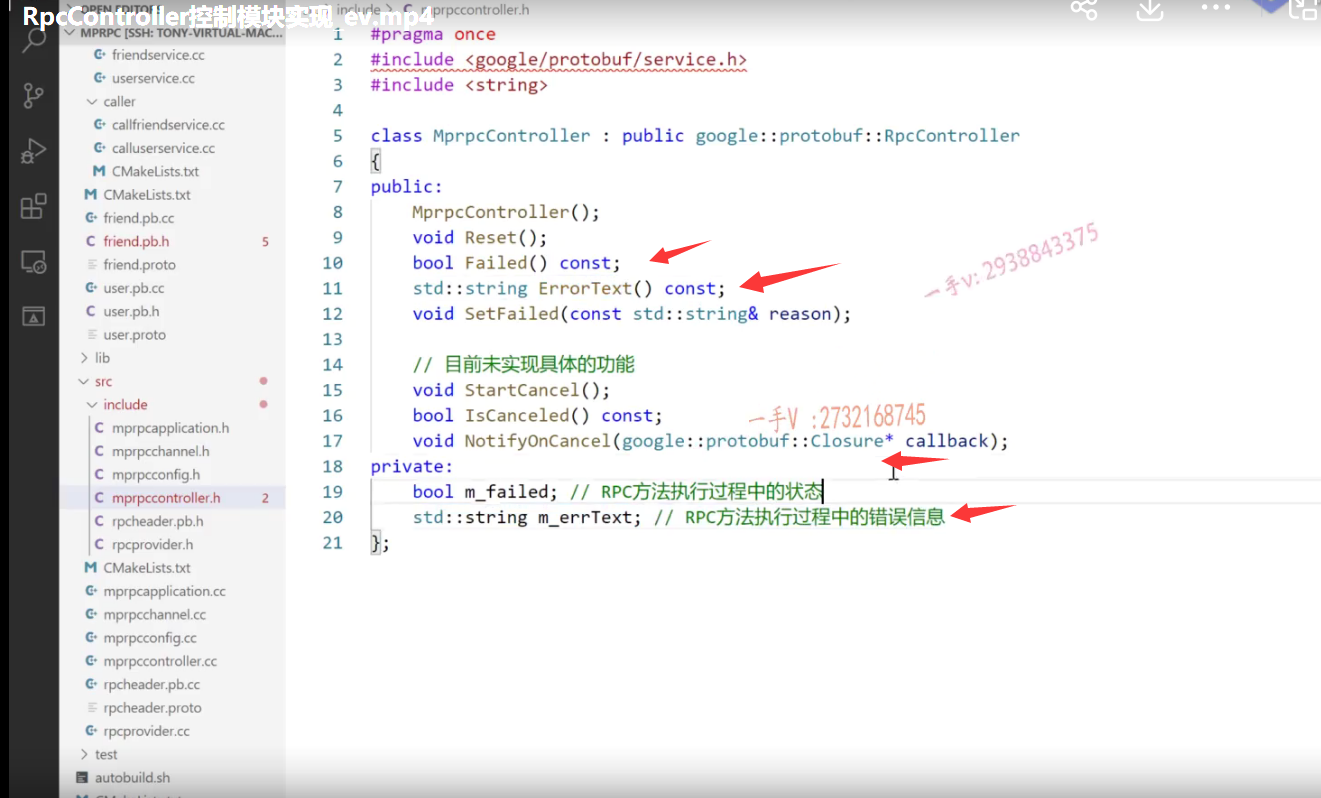 RpcController控制模块实现_ev.mp4
OPEN EDITORS
include > C mprpccontroller.h
MPRPC [SSH: TONY-VIRTUAL-MAC...
friendservice.cc
userservice.cc
caller
callfriendservice.cc
calluserservice.cc
CMakeLists.txt
CMakeLists.txt
friend.pb.cc
friend.pb.h 5
friend.proto
user.pb.cc
user.pb.h
user.proto
lib
src
include
mprpcapplication.h
mprpcchannel.h
mprpcconfig.h
mprpccontroller.h 2
rpcheader.pb.h
rpcprovider.h
CMakeLists.txt
mprpcapplication.cc
mprpcchannel.cc
mprpcconfig.cc
mprpccontroller.cc
rpcheader.pb.cc
rpcheader.proto
rpcprovider.cc
test
autobuild.sh
1 #pragma once
2 #include <google/protobuf/service.h>
3 #include <string>
4
5 class MprpcController : public google::protobuf::RpcController
6 {
7 public:
8 MprpcController();
9 void Reset();
10 bool Failed() const;
11 std::string ErrorText() const;
12 void SetFailed(const std::string& reason);
13
14 // 目前未实现具体的功能
15 void StartCancel();
16 bool IsCanceled() const;
17 void NotifyOnCancel(google::protobuf::Closure* callback);
18 private:
19 bool m_failed; // RPC方法执行过程中的状态
20 std::string m_errText; // RPC方法执行过程中的错误信息
21 };
一手v: 2938843375
一手V :2732168745